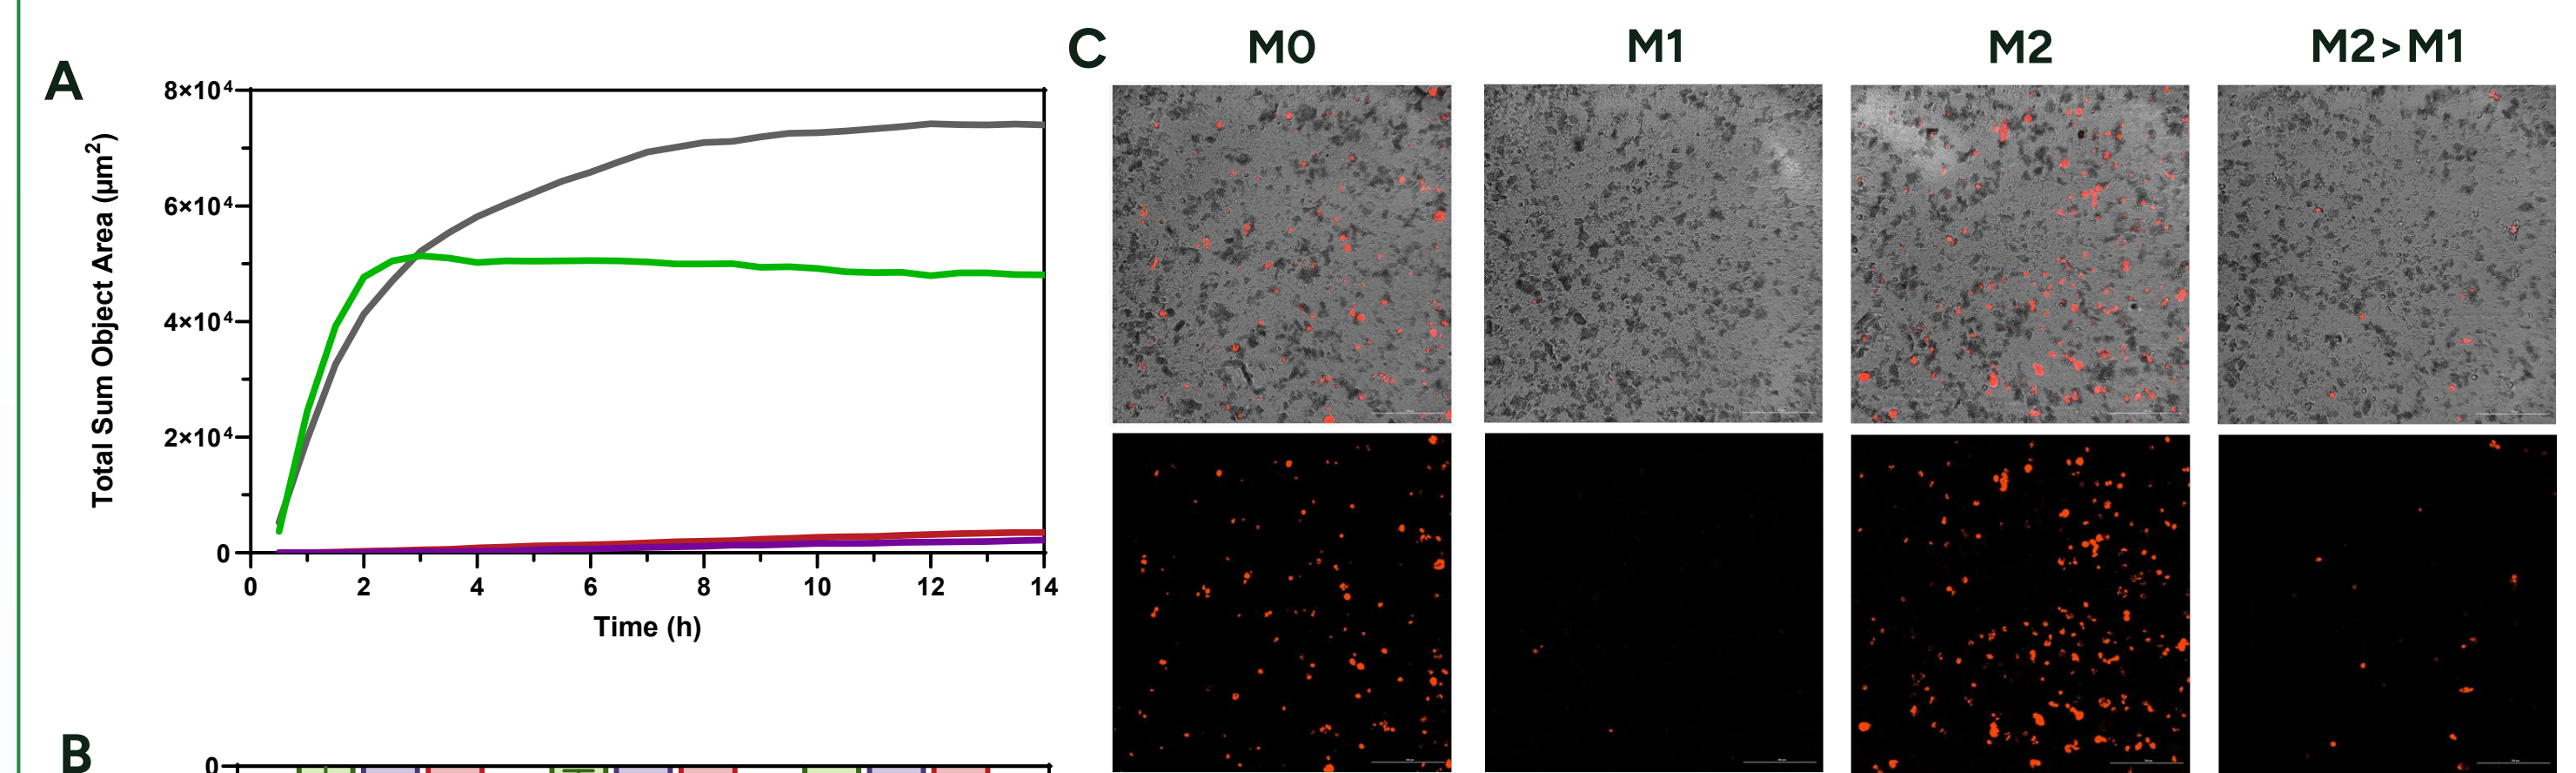 A
8×10⁴
6×10⁴
4×10⁴
2×10⁴
0
Total Sum Object Area (μm²)
0 2 4 6 8 10 12 14
Time (h)
B
0
C
M0 M1 M2 M2>M1